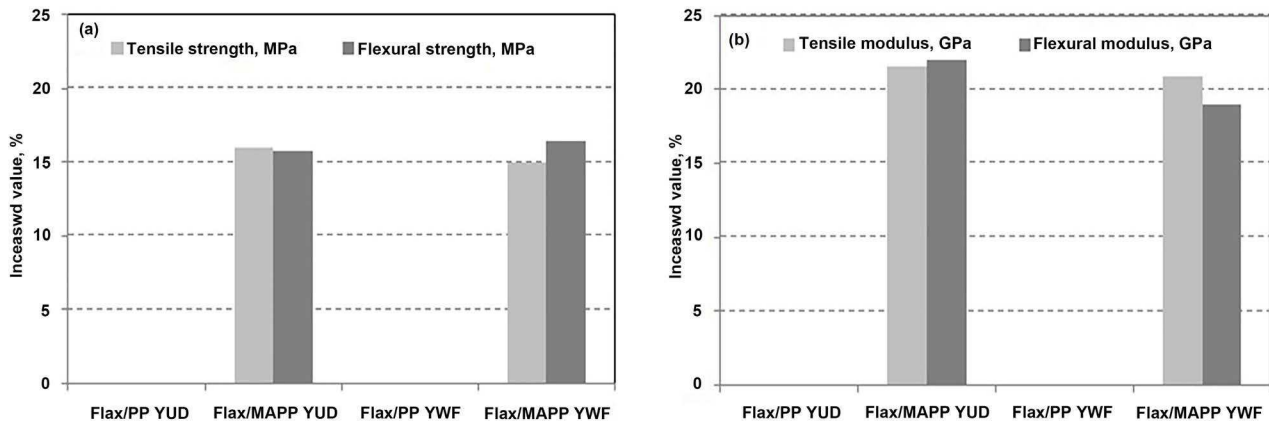 (a)
Tensile strength, MPa Flexural strength, MPa
Inceaswd value, %
25
20
15
10
5
0
Flax/PP YUD Flax/MAPP YUD Flax/PP YWF Flax/MAPP YWF
(b)
Tensile modulus, GPa Flexural modulus, GPa
Inceaswd value, %
25
20
15
10
5
0
Flax/PP YUD Flax/MAPP YUD Flax/PP YWF Flax/MAPP YWF